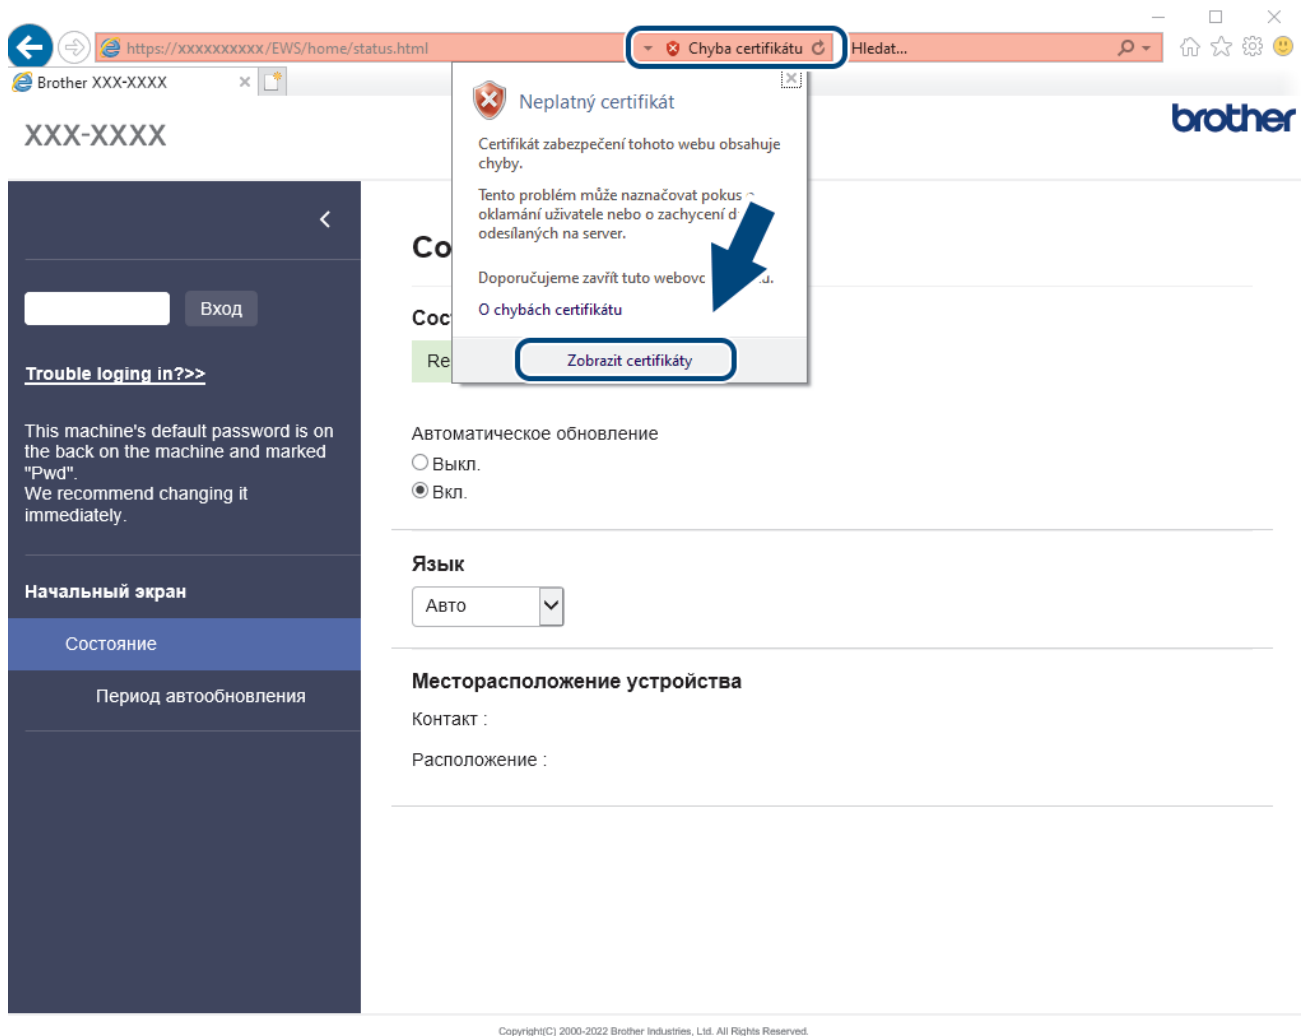 https://xxxxxxxxxx/EWS/home/status.html
Chyba certifikátu
Hledat...
Brother XXX-XXXX
XXX-XXXX
brother
Neplatný certifikát
Certifikát zabezpečení tohoto webu obsahuje
chyby.
Tento problém může naznačovat pokus
oklamání uživatele nebo o zachycení
odesílaných na server.
Doporučujeme zavřít tuto
O chybách certifikátu
Zobrazit certifikáty
Вход
Trouble loging in?>>
This machine's default password is on
the back on the machine and marked
"Pwd".
We recommend changing it
immediately.
Начальный экран
Состояние
Период автообновления
Автоматическое обновление
Выкл.
Вкл.
Язык
Авто
Месторасположение устройства
Контакт :
Расположение :
Copyright(C) 2000-2022 Brother Industries, Ltd. All Rights Reserved.